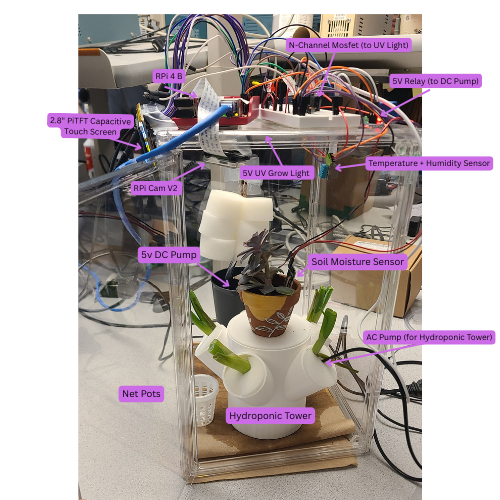 N-Channel Mosfet (to UV Light)
RPi 4 B
5V Relay (to DC Pump)
2.8" PiTFT Capacitive
Touch Screen
Temperature + Humidity Sensor
5V UV Grow Light
RPi Cam V2
5v DC Pump
Soil Moisture Sensor
AC Pump (for Hydroponic Tower)
Net Pots
Hydroponic Tower